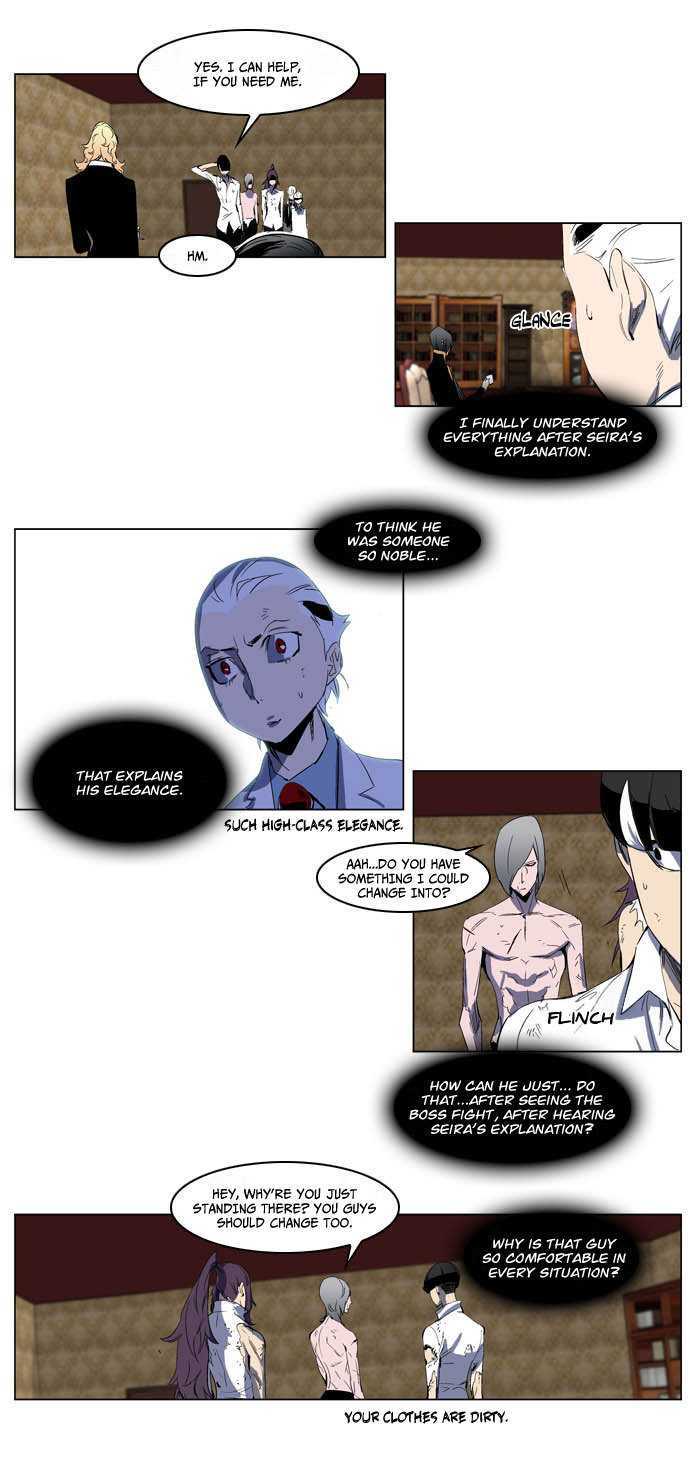 YES. I CAN HELP,
IF YOU NEED ME.
HM.
GLANCE
I FINALLY UNDERSTAND
EVERYTHING AFTER SEIRA'S
EXPLANATION.
TO THINK HE
WAS SOMEONE
SO NOBLE...
THAT EXPLAINS
HIS ELEGANCE.
SUCH HIGH-CLASS ELEGANCE.
AAH...DO YOU HAVE
SOMETHING I COULD
CHANGE INTO?
FLINCH
HOW CAN HE JUST... DO
THAT...AFTER SEEING THE
BOSS FIGHT, AFTER HEARING
SEIRA'S EXPLANATION?
HEY, WHY'RE YOU JUST
STANDING THERE? YOU GUYS
SHOULD CHANGE TOO.
WHY IS THAT GUY
SO COMFORTABLE IN
EVERY SITUATION?
YOUR CLOTHES ARE DIRTY.